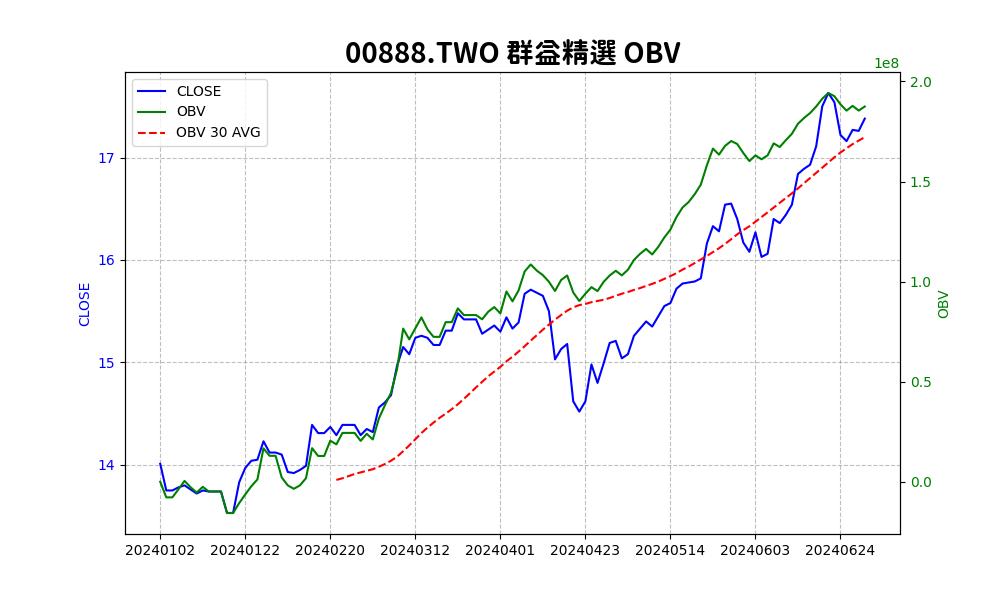 00888.TWO 群益精選 OBV
1e8
CLOSE
OBV
OBV 30 AVG
17
16
15
14
CLOSE
2.0
1.5
1.0
0.5
0.0
OBV
20240102 20240122 20240220 20240312 20240401 20240423 20240514 20240603 20240624